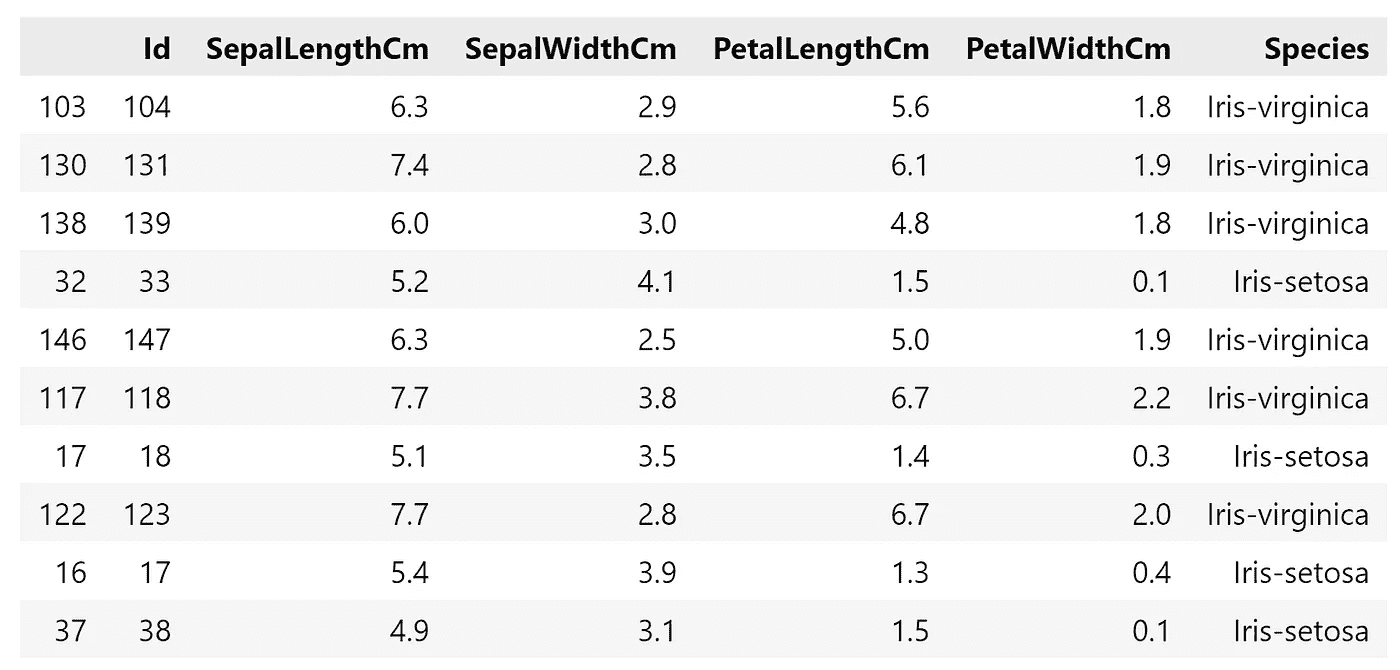 Id SepalLengthCm SepalWidthCm PetalLengthCm PetalWidthCm Species
103 104 6.3 2.9 5.6 1.8 Iris-virginica
130 131 7.4 2.8 6.1 1.9 Iris-virginica
138 139 6.0 3.0 4.8 1.8 Iris-virginica
32 33 5.2 4.1 1.5 0.1 Iris-setosa
146 147 6.3 2.5 5.0 1.9 Iris-virginica
117 118 7.7 3.8 6.7 2.2 Iris-virginica
17 18 5.1 3.5 1.4 0.3 Iris-setosa
122 123 7.7 2.8 6.7 2.0 Iris-virginica
16 17 5.4 3.9 1.3 0.4 Iris-setosa
37 38 4.9 3.1 1.5 0.1 Iris-setosa